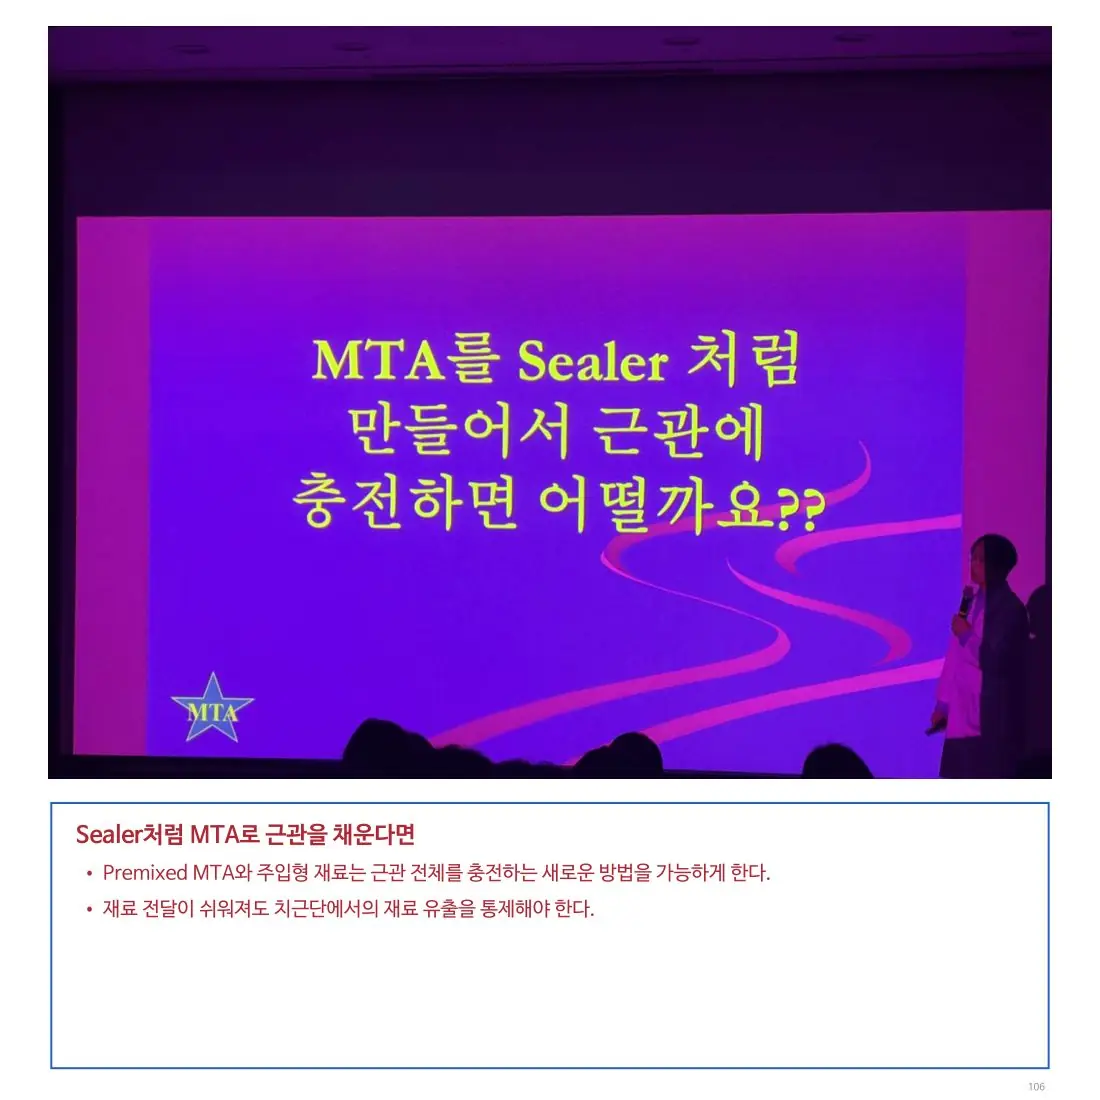 MTA를 Sealer 처럼
만들어서 근관에
충전하면 어떨까요??
MTA
Sealer처럼 MTA로 근관을 채운다면
• Premixed MTA와 주입형 재료는 근관 전체를 충전하는 새로운 방법을 가능하게 한다.
• 재료 전달이 쉬워져도 치근단에서의 재료 유출을 통제해야 한다.
106